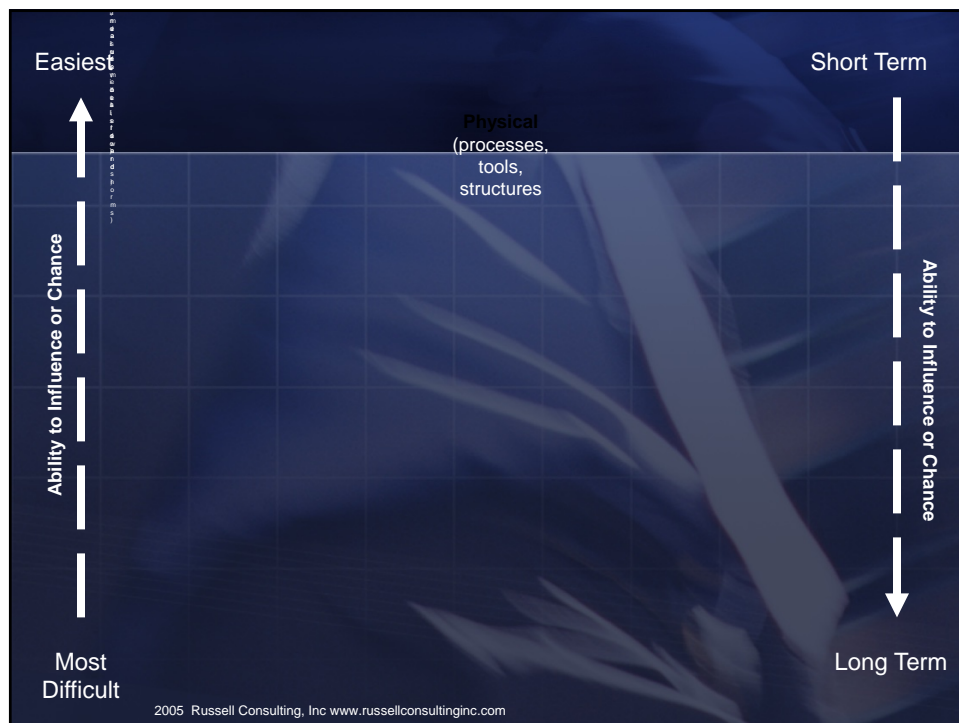 Easiest
Short Term
Physical
(processes,
tools,
structures
Ability to Influence or Chance
Ability to Influence or Chance
Most
Difficult
Long Term
2005 Russell Consulting, Inc www.russellconsultinginc.com